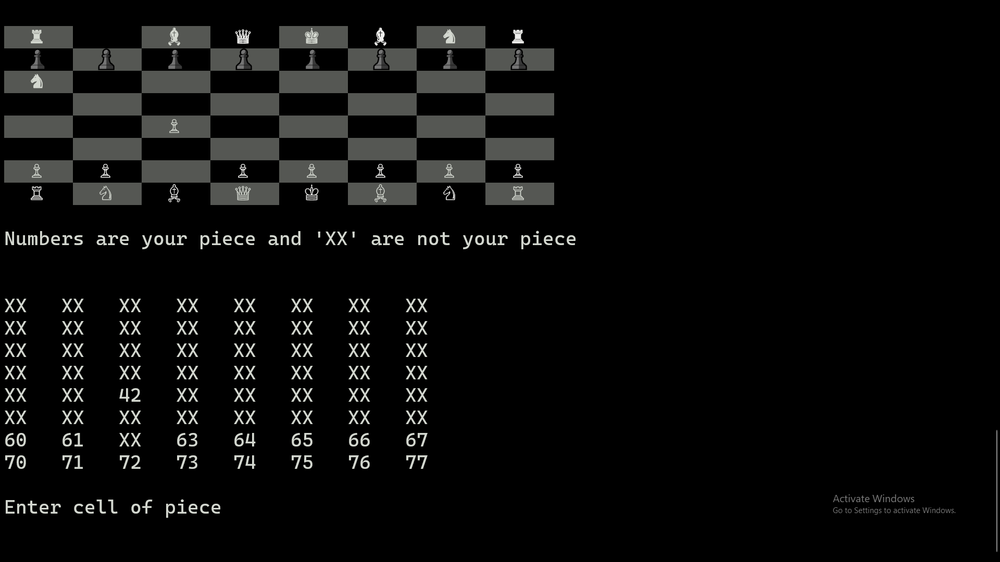 ♜ ♝ ♛ ♚ ♝ ♞ ♜
♟ ♟ ♟ ♟ ♟ ♟ ♟ ♟
♞
♙
♙ ♙ ♙ ♙ ♙ ♙ ♙
♖ ♘ ♗ ♕ ♔ ♗ ♘ ♖
Numbers are your piece and 'XX' are not your piece
XX XX XX XX XX XX XX XX
XX XX XX XX XX XX XX XX
XX XX XX XX XX XX XX XX
XX XX XX XX XX XX XX XX
XX XX 42 XX XX XX XX XX
XX XX XX XX XX XX XX XX
60 61 XX 63 64 65 66 67
70 71 72 73 74 75 76 77
Enter cell of piece
Activate Windows
Go to Settings to activate Windows.